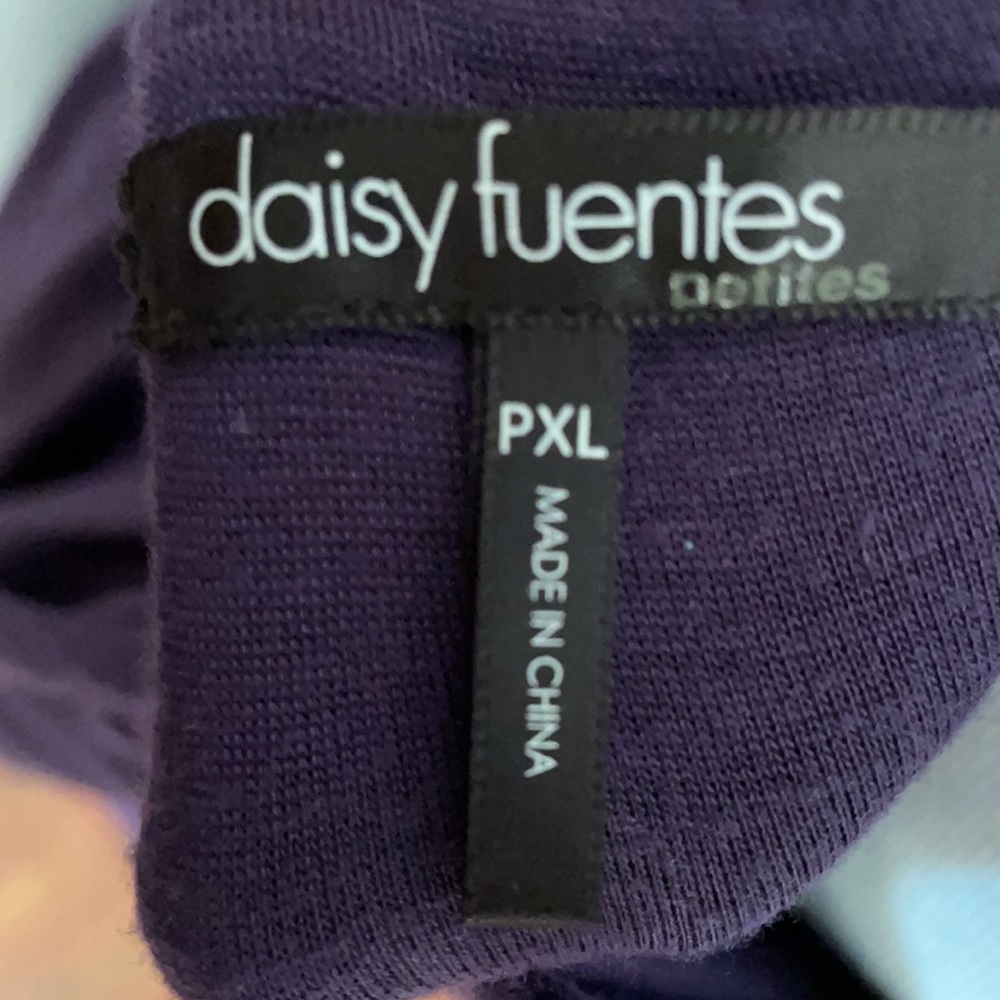 daisy fuentes
petites
PXL
MADE IN CHINA